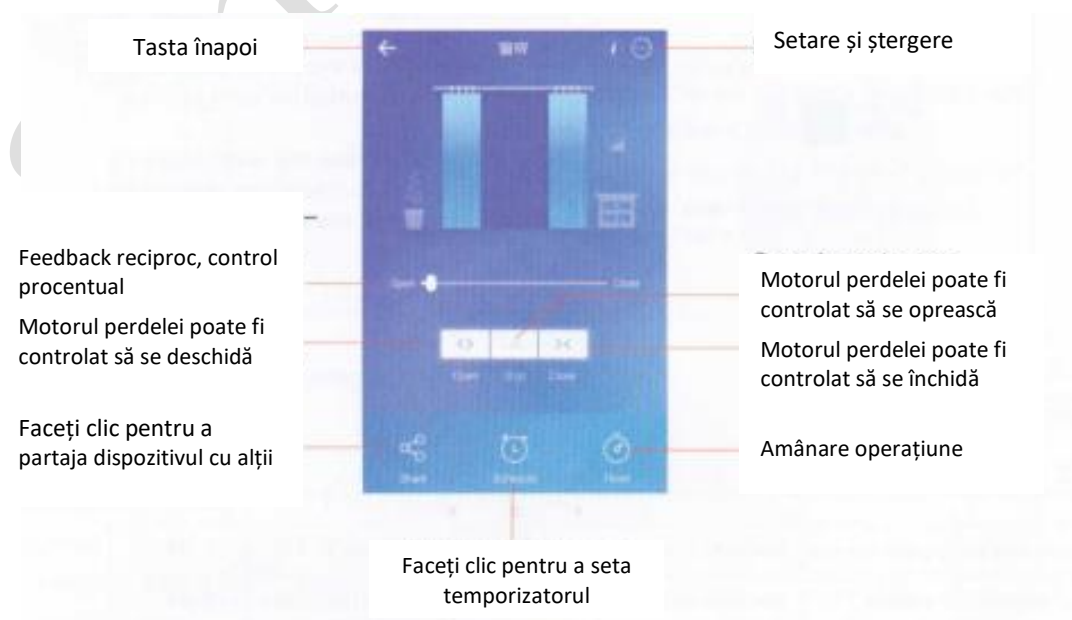 Tasta înapoi
Setare și ștergere
Feedback reciproc, control
procentual
Motorul perdelei poate fi
controlat să se deschidă
Faceți clic pentru a
partaja dispozitivul cu alții
Open
Close
Open
Stop
Close
Motorul perdelei poate fi
controlat să se oprească
Motorul perdelei poate fi
controlat să se închidă
Amânare operațiune
Share
Schedule
Faceți clic pentru a seta
temporizatorul